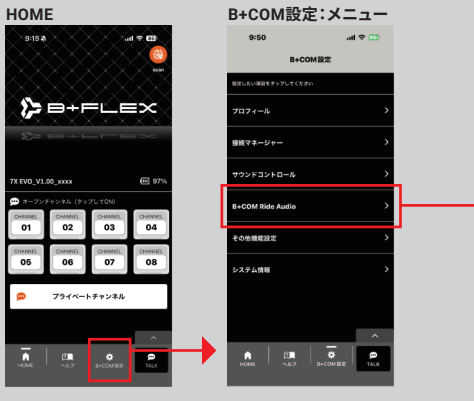 HOME
9:15
scan
B+FLEX
7X EVO_V1.00_xxxx
97%
オープンチャンネル（タップしてON）
CHANNEL 01
CHANNEL 02
CHANNEL 03
CHANNEL 04
CHANNEL 05
CHANNEL 06
CHANNEL 07
CHANNEL 08
プライベートチャンネル
HOME
ヘルプ
B+COM設定
TALK
B+COM設定：メニュー
9:50
B+COM設定
設定したい項目をタップしてください
プロフィール
接続マネージャー
サウンドコントロール
B+COM Ride Audio
その他機能設定
システム情報
HOME
ヘルプ
B+COM設定
TALK